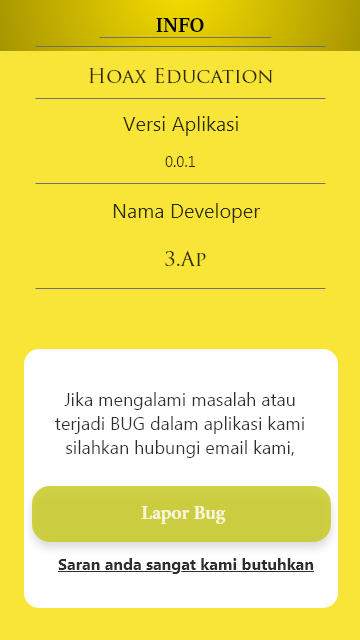 INFO
Hoax Education
Versi Aplikasi
0.0.1
Nama Developer
3.Ap
Jika mengalami masalah atau
terjadi BUG dalam aplikasi kami
silahkan hubungi email kami,
Lapor Bug
Saran anda sangat kami butuhkan